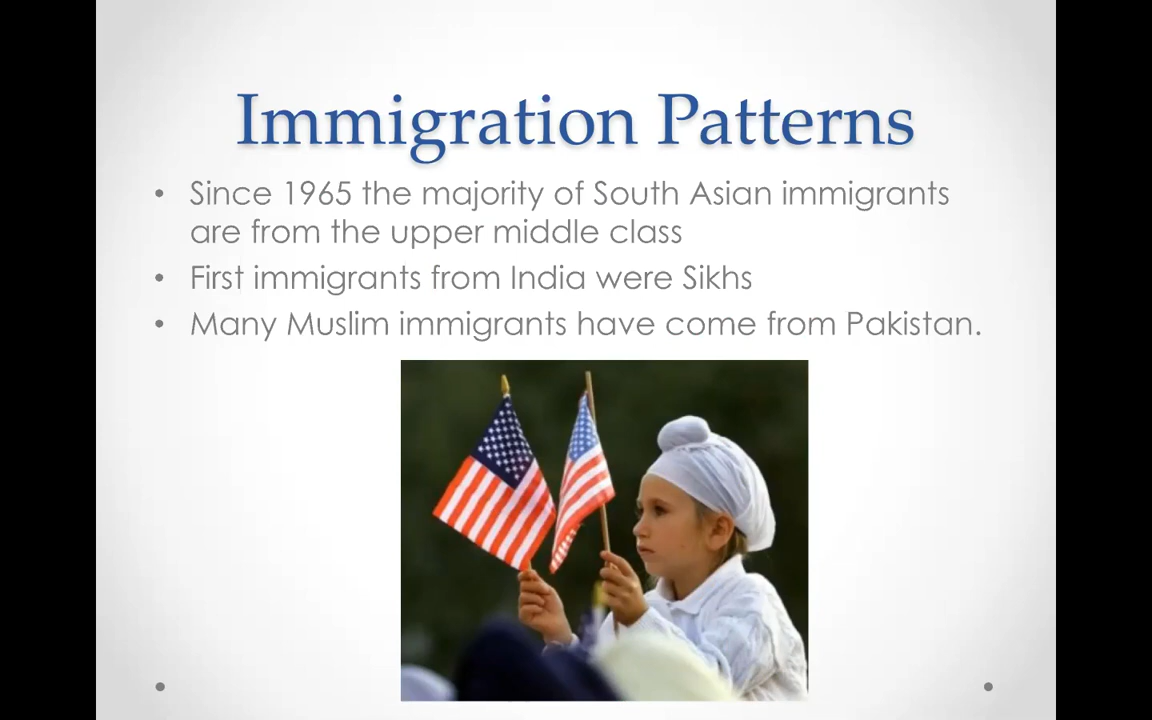 Immigration Patterns
• Since 1965 the majority of South Asian immigrants
are from the upper middle class
• First immigrants from India were Sikhs
• Many Muslim immigrants have come from Pakistan.